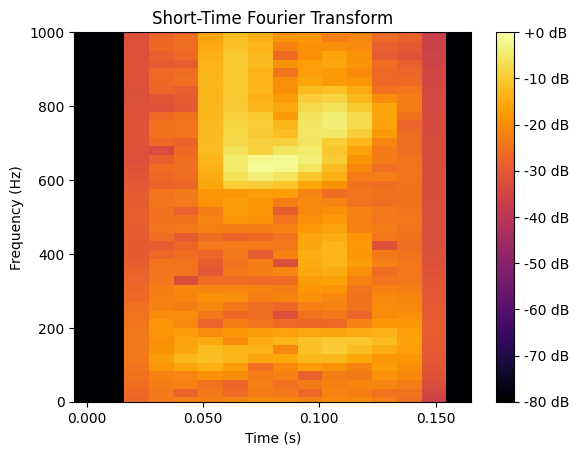 Short-Time Fourier Transform
1000
800
600
400
200
0
Frequency (Hz)
0.000
0.050
0.100
0.150
Time (s)
+0 dB
-10 dB
-20 dB
-30 dB
-40 dB
-50 dB
-60 dB
-70 dB
-80 dB